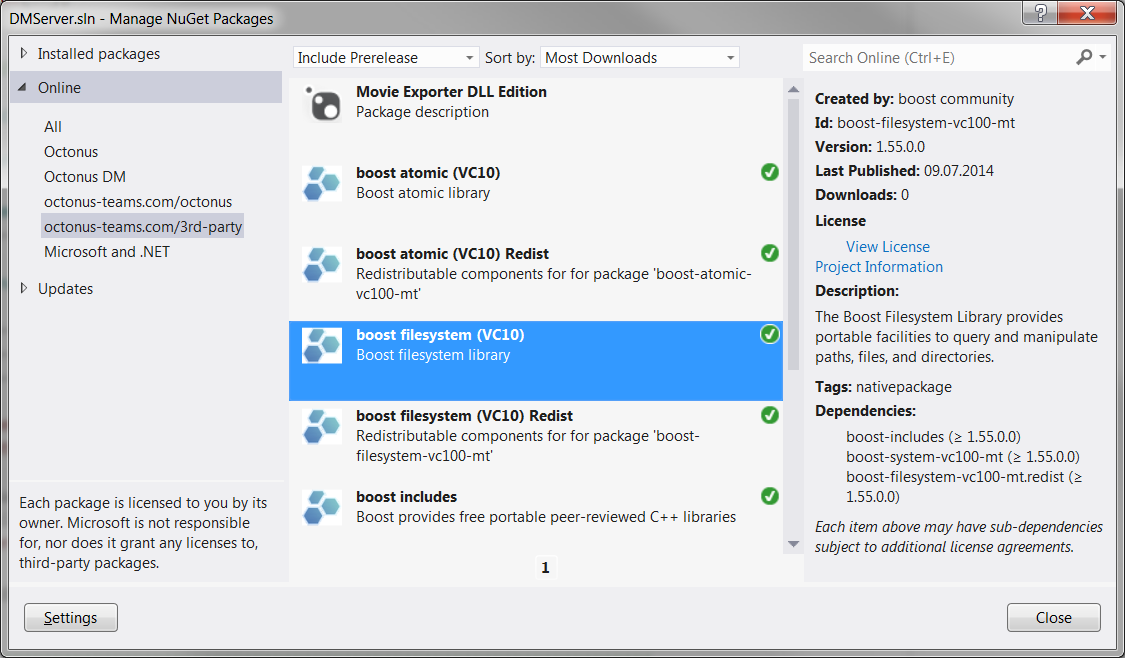 DMServer.sln - Manage NuGet Packages
?
Installed packages
Online
All
Octonus
Octonus DM
octonus-teams.com/octonus
octonus-teams.com/3rd-party
Microsoft and .NET
Updates
Each package is licensed to you by its
owner. Microsoft is not responsible
for, nor does it grant any licenses to,
third-party packages.
Include Prerelease
Sort by:
Most Downloads
Movie Exporter DLL Edition
Package description
boost atomic (VC10)
Boost atomic library
boost atomic (VC10) Redist
Redistributable components for for package 'boost-atomic-
vc100-mt'
boost filesystem (VC10)
Boost filesystem library
boost filesystem (VC10) Redist
Redistributable components for for package 'boost-
filesystem-vc100-mt'
boost includes
Boost provides free portable peer-reviewed C++ libraries
1
Search Online (Ctrl+E)
Created by: boost community
Id: boost-filesystem-vc100-mt
Version: 1.55.0.0
Last Published: 09.07.2014
Downloads: 0
License
View License
Project Information
Description:
The Boost Filesystem Library provides
portable facilities to query and manipulate
paths, files, and directories.
Tags: nativepackage
Dependencies:
boost-includes (≥ 1.55.0.0)
boost-system-vc100-mt (≥ 1.55.0.0)
boost-filesystem-vc100-mt.redist (≥
1.55.0.0)
Each item above may have sub-dependencies
subject to additional license agreements.
Settings
Close